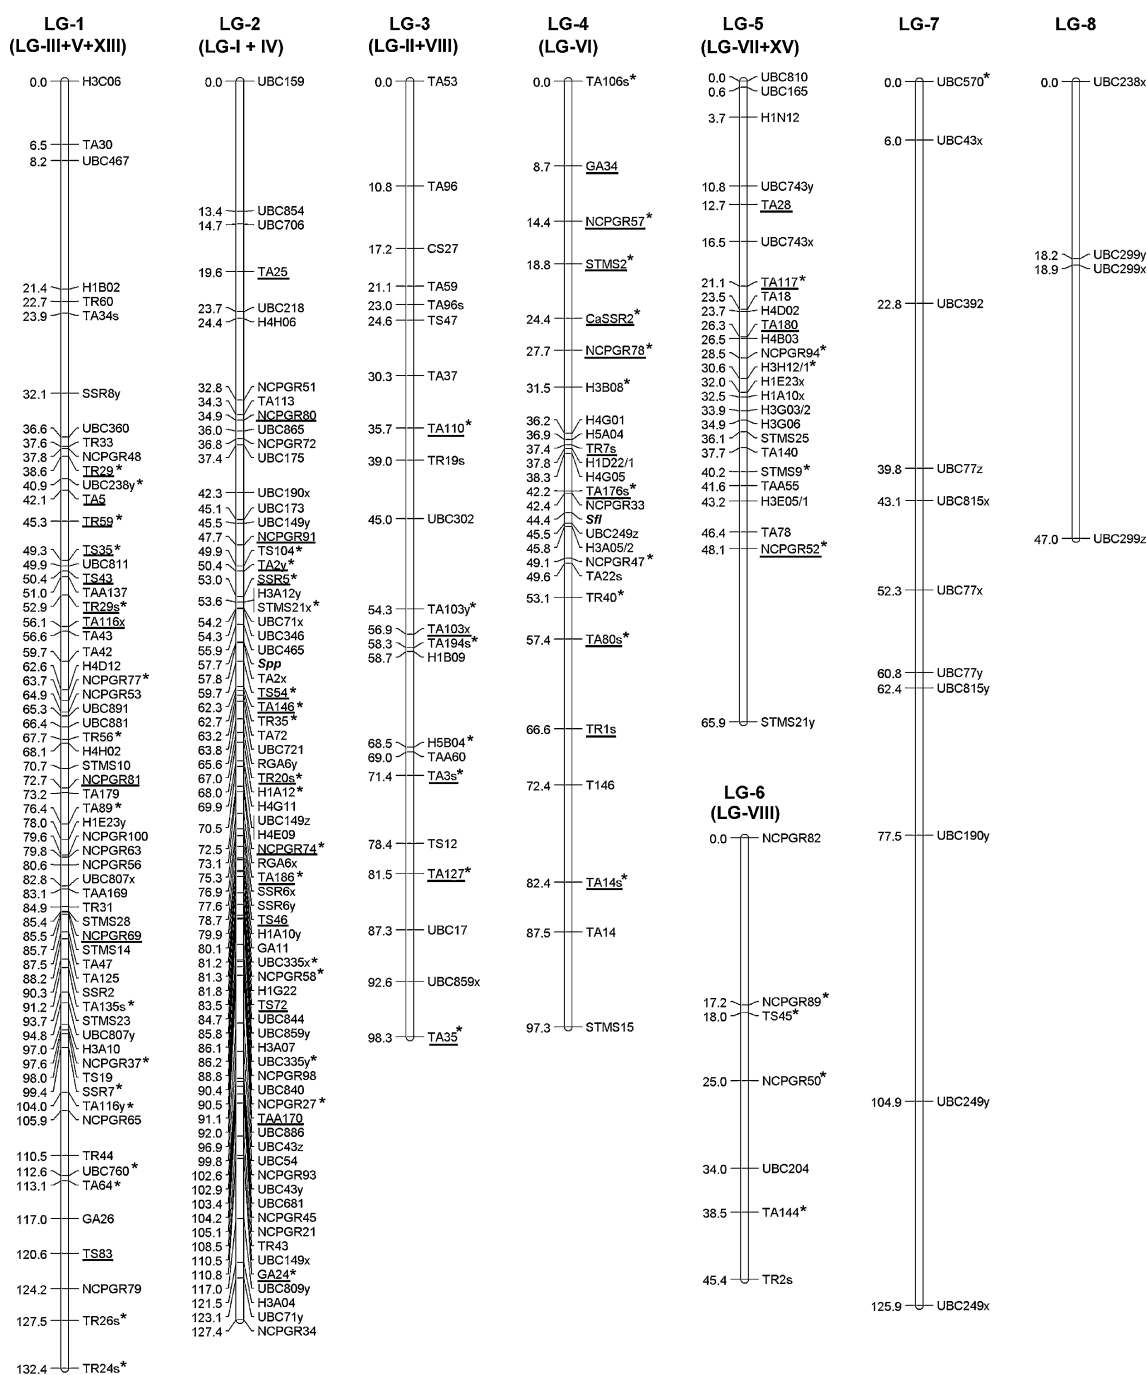 LG-1
(LG-III+V+XIII)
0.0 H3C06
6.5 TA30
8.2 UBC467
21.4 H1B02
22.7 TR60
23.9 TA34s
32.1 SSR8y
36.6 UBC360
37.6 TR33
37.8 NCPGR48
38.6 TR29*
40.9 UBC238y*
42.1 TA5
45.3 TR59*
49.3 TS35*
49.9 UBC811
50.4 TS43
51.0 TAA137
52.9 TR29s*
56.1 TA116x
56.6 TA43
59.7 TA42
62.6 H4D12
63.7 NCPGR77*
64.9 NCPGR53
65.3 UBC891
66.4 UBC881
67.7 TR56*
68.1 H4H02
70.7 STMS10
72.7 NCPGR81
73.2 TA179
76.4 TA89*
78.0 H1E23y
79.6 NCPGR100
79.8 NCPGR63
80.6 NCPGR56
82.8 UBC807x
83.1 TAA169
84.9 TR31
85.4 STMS28
85.5 NCPGR69
85.7 STMS14
87.5 TA47
88.2 TA125
90.3 SSR2
91.2 TA135s*
93.7 STMS23
94.8 UBC807y
97.0 H3A10
97.6 NCPGR37*
98.0 TS19
99.4 SSR7*
104.0 TA116y*
105.9 NCPGR65
110.5 TR44
112.6 UBC760*
113.1 TA64*
117.0 GA26
120.6 TS83
124.2 NCPGR79
127.5 TR26s*
132.4 TR24s*
LG-2
(LG-I + IV)
0.0 UBC159
13.4 UBC854
14.7 UBC706
19.6 TA25
23.7 UBC218
24.4 H4H06
32.8 NCPGR51
34.3 TA113
34.9 NCPGR80
36.0 UBC865
36.8 NCPGR72
37.4 UBC175
42.3 UBC190x
45.1 UBC173
45.5 UBC149y
47.7 NCPGR91
49.9 TS104*
50.4 TA2y*
53.0 SSR5*
53.6 H3A12y
STMS21x*
54.2 UBC71x
54.3 UBC346
55.9 UBC465
57.7 Spp
57.8 TA2x
59.7 TS54*
62.3 TA146*
62.7 TR35*
63.2 TA72
63.8 UBC721
65.6 RGA6y
67.0 TR20s*
68.0 H1A12*
69.9 H4G11
70.5 UBC149z
H4E09
72.5 NCPGR74*
73.1 RGA6x
75.3 TA186*
76.9 SSR6x
77.6 SSR6y
78.7 TS46
79.9 H1A10y
80.1 GA11
81.2 UBC335x*
81.3 NCPGR58*
81.8 H1G22
83.5 TS72
84.7 UBC844
85.8 UBC859y
86.1 H3A07
86.2 UBC335y*
88.8 NCPGR98
90.4 UBC840
90.5 NCPGR27*
91.1 TAA170
92.0 UBC886
96.9 UBC43z
99.8 UBC54
102.6 NCPGR93
102.9 UBC43y
103.4 UBC681
104.2 NCPGR45
105.1 NCPGR21
108.5 TR43
110.5 UBC149x
110.8 GA24*
117.0 UBC809y
121.5 H3A04
123.1 UBC71y
127.4 NCPGR34
LG-3
(LG-II+VIII)
0.0 TA53
10.8 TA96
17.2 CS27
21.1 TA59
23.0 TA96s
24.6 TS47
30.3 TA37
35.7 TA110*
39.0 TR19s
45.0 UBC302
54.3 TA103y*
56.9 TA103x
58.3 TA194s*
58.7 H1B09
68.5 H5B04*
69.0 TAA60
71.4 TA3s*
78.4 TS12
81.5 TA127*
87.3 UBC17
92.6 UBC859x
98.3 TA35*
LG-4
(LG-VI)
0.0 TA106s*
8.7 GA34
14.4 NCPGR57*
18.8 STMS2*
24.4 CaSSR2*
27.7 NCPGR78*
31.5 H3B08*
36.2 H4G01
36.9 H5A04
37.4 TR7s
37.8 H1D22/1
38.3 H4G05
42.2 TA176s*
42.4 NCPGR33
44.4 Sfl
45.5 UBC249z
45.8 H3A05/2
49.1 NCPGR47*
49.6 TA22s
53.1 TR40*
57.4 TA80s*
66.6 TR1s
72.4 T146
82.4 TA14s*
87.5 TA14
97.3 STMS15
LG-5
(LG-VII+XV)
0.0 UBC810
0.6 UBC165
3.7 H1N12
10.8 UBC743y
12.7 TA28
16.5 UBC743x
21.1 TA117*
23.5 TA18
23.7 H4D02
26.3 TA180
26.5 H4B03
28.5 NCPGR94*
30.6 H3H12/1*
32.0 H1E23x
32.5 H1A10x
33.9 H3G03/2
34.9 H3G06
36.1 STMS25
37.7 TA140
40.2 STMS9*
41.6 TAA55
43.2 H3E05/1
46.4 TA78
48.1 NCPGR52*
65.9 STMS21y
LG-6
(LG-VIII)
0.0 NCPGR82
17.2 NCPGR89*
18.0 TS45*
25.0 NCPGR50*
34.0 UBC204
38.5 TA144*
45.4 TR2s
LG-7
0.0 UBC570*
6.0 UBC43x
22.8 UBC392
39.8 UBC77z
43.1 UBC815x
52.3 UBC77x
60.8 UBC77y
62.4 UBC815y
77.5 UBC190y
104.9 UBC249y
125.9 UBC249x
LG-8
0.0 UBC238x
18.2 UBC299y
18.9 UBC299x
47.0 UBC299z